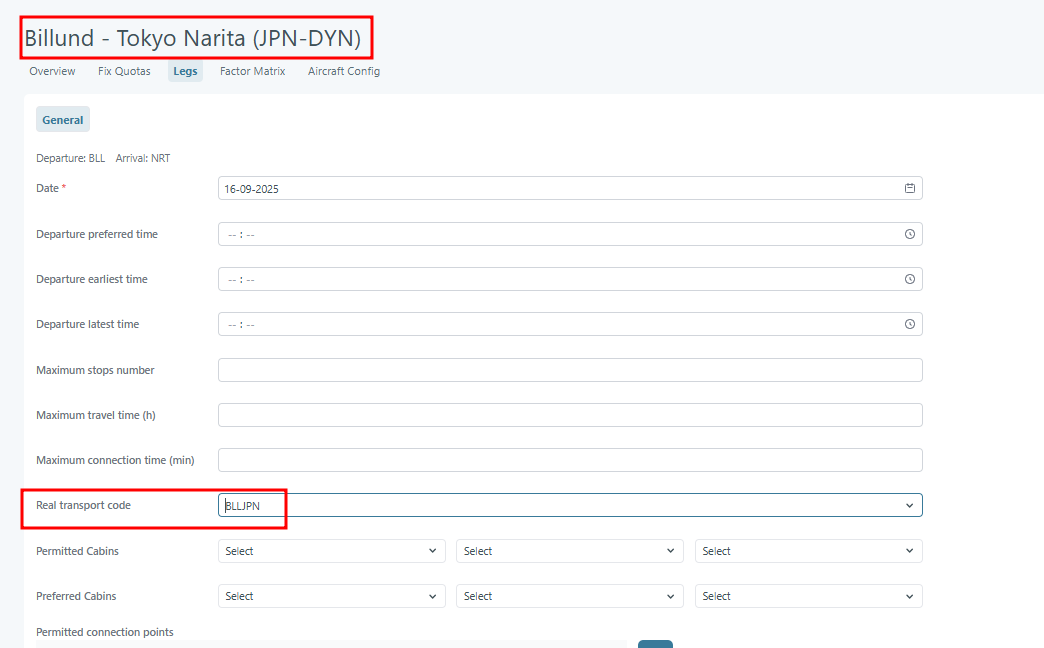 Billund - Tokyo Narita (JPN-DYN)
Overview Fix Quotas Legs Factor Matrix Aircraft Config
General
Departure: BLL Arrival: NRT
Date * 16-09-2025
Departure preferred time -- : --
Departure earliest time -- : --
Departure latest time -- : --
Maximum stops number
Maximum travel time (h)
Maximum connection time (min)
Real transport code BLLJPN
Permitted Cabins Select Select Select
Preferred Cabins Select Select Select
Permitted connection points